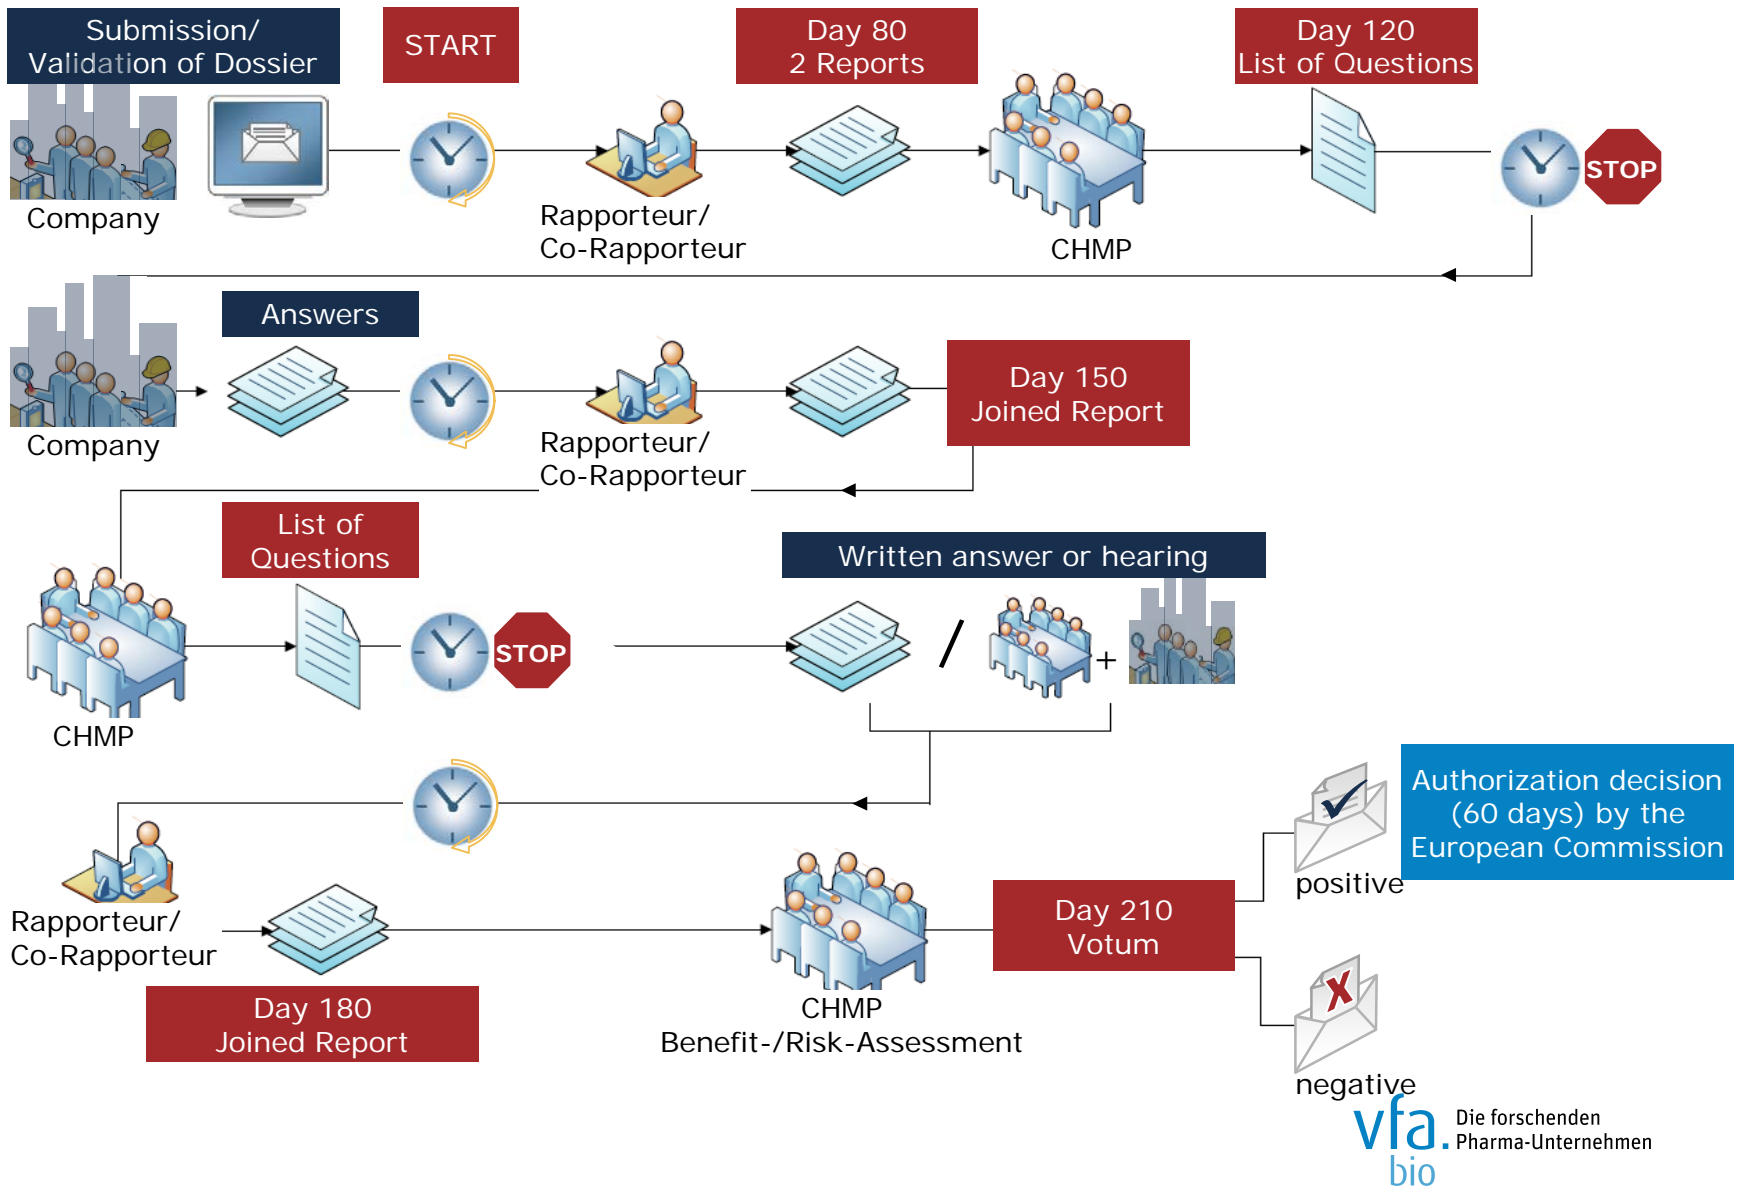 Submission/
Validation of Dossier
START
Day 80
2 Reports
Day 120
List of Questions
STOP
Company
Rapporteur/
Co-Rapporteur
CHMP
Answers
Day 150
Joined Report
Company
Rapporteur/
Co-Rapporteur
List of
Questions
Written answer or hearing
STOP
/
+
CHMP
Authorization decision
(60 days) by the
European Commission
positive
Rapporteur/
Co-Rapporteur
Day 210
Votum
Day 180
Joined Report
CHMP
Benefit-/Risk-Assessment
X
negative
vfa.
bio
Die forschenden
Pharma-Unternehmen